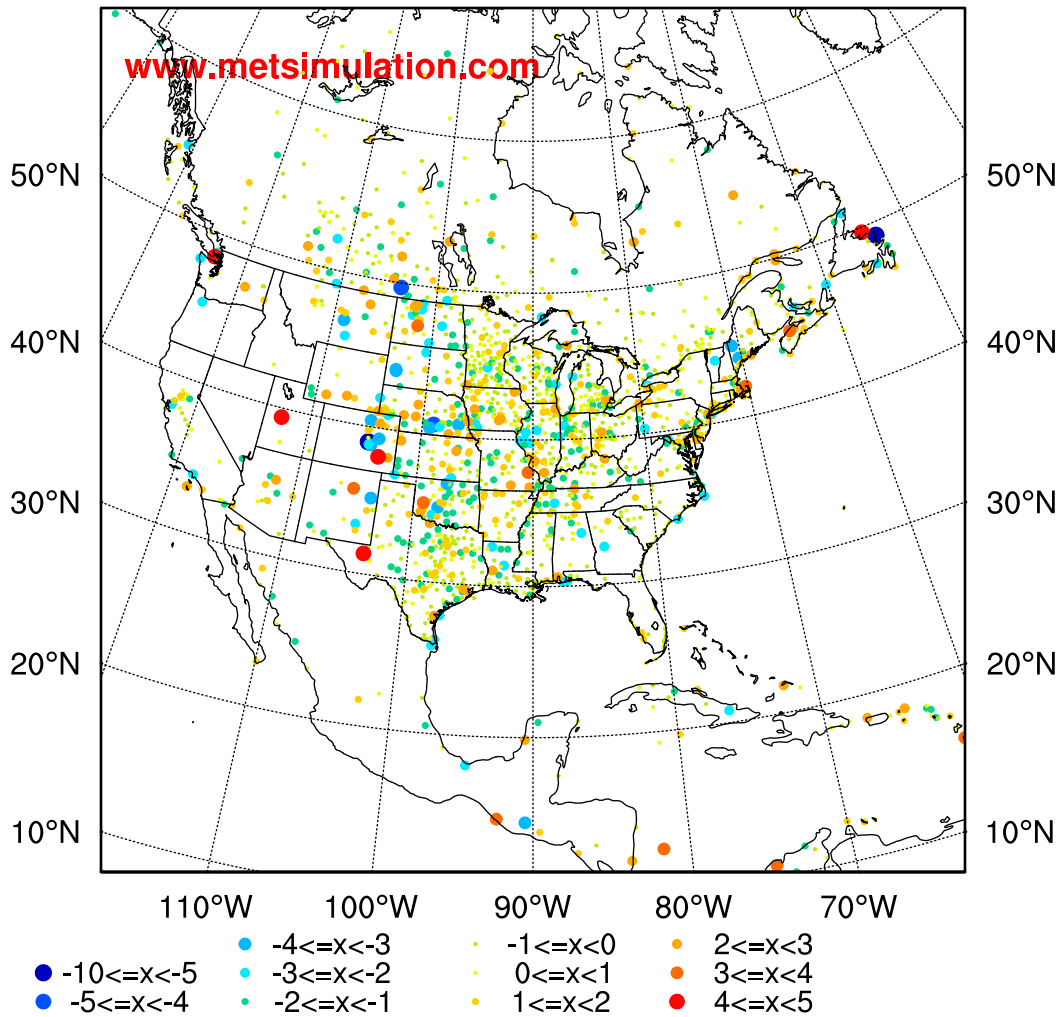 www.metsimulation.com
50°N 50°N
40°N 40°N
30°N 30°N
20°N 20°N
10°N 10°N
110°W 100°W 90°W 80°W 70°W
-4<=x<-3 -1<=x<0 2<=x<3
-10<=x<-5 -3<=x<-2 0<=x<1 3<=x<4
-5<=x<-4 -2<=x<-1 1<=x<2 4<=x<5